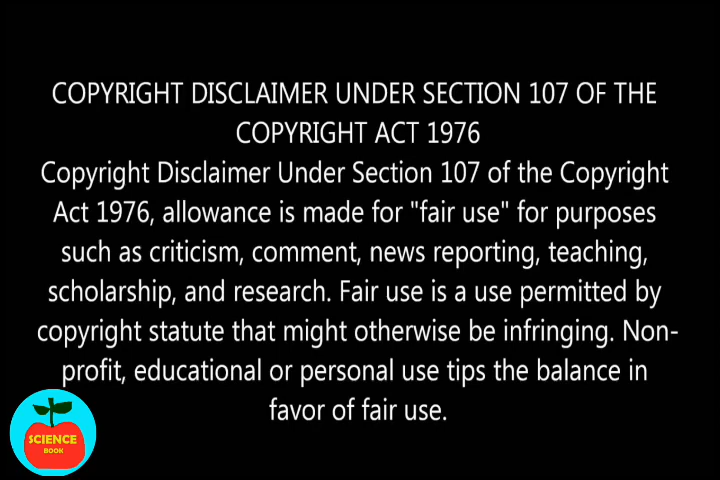 COPYRIGHT DISCLAIMER UNDER SECTION 107 OF THE
COPYRIGHT ACT 1976
Copyright Disclaimer Under Section 107 of the Copyright
Act 1976, allowance is made for "fair use" for purposes
such as criticism, comment, news reporting, teaching,
scholarship, and research. Fair use is a use permitted by
copyright statute that might otherwise be infringing. Non-
profit, educational or personal use tips the balance in
favor of fair use.
SCIENCE
BOOK